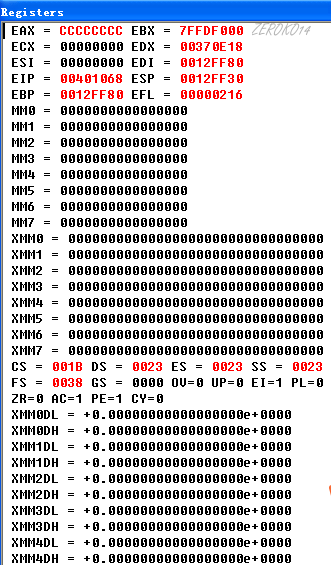 Registers
EAX = CCCCCCCC EBX = 7FFDF000 ZEROK014
ECX = 00000000 EDX = 00370E18
ESI = 00000000 EDI = 0012FF80
EIP = 00401068 ESP = 0012FF30
EBP = 0012FF80 EFL = 00000216
MM0 = 0000000000000000
MM1 = 0000000000000000
MM2 = 0000000000000000
MM3 = 0000000000000000
MM4 = 0000000000000000
MM5 = 0000000000000000
MM6 = 0000000000000000
MM7 = 0000000000000000
XMM0 = 00000000000000000000000000000000
XMM1 = 00000000000000000000000000000000
XMM2 = 00000000000000000000000000000000
XMM3 = 00000000000000000000000000000000
XMM4 = 00000000000000000000000000000000
XMM5 = 00000000000000000000000000000000
XMM6 = 00000000000000000000000000000000
XMM7 = 00000000000000000000000000000000
CS = 001B DS = 0023 ES = 0023 SS = 0023
FS = 0038 GS = 0000 OV=0 UP=0 EI=1 PL=0
ZR=0 AC=1 PE=1 CY=0
XMM0DL = +0.00000000000000000e+0000
XMM0DH = +0.00000000000000000e+0000
XMM1DL = +0.00000000000000000e+0000
XMM1DH = +0.00000000000000000e+0000
XMM2DL = +0.00000000000000000e+0000
XMM2DH = +0.00000000000000000e+0000
XMM3DL = +0.00000000000000000e+0000
XMM3DH = +0.00000000000000000e+0000
XMM4DL = +0.00000000000000000e+0000
XMM4DH = +0.00000000000000000e+0000